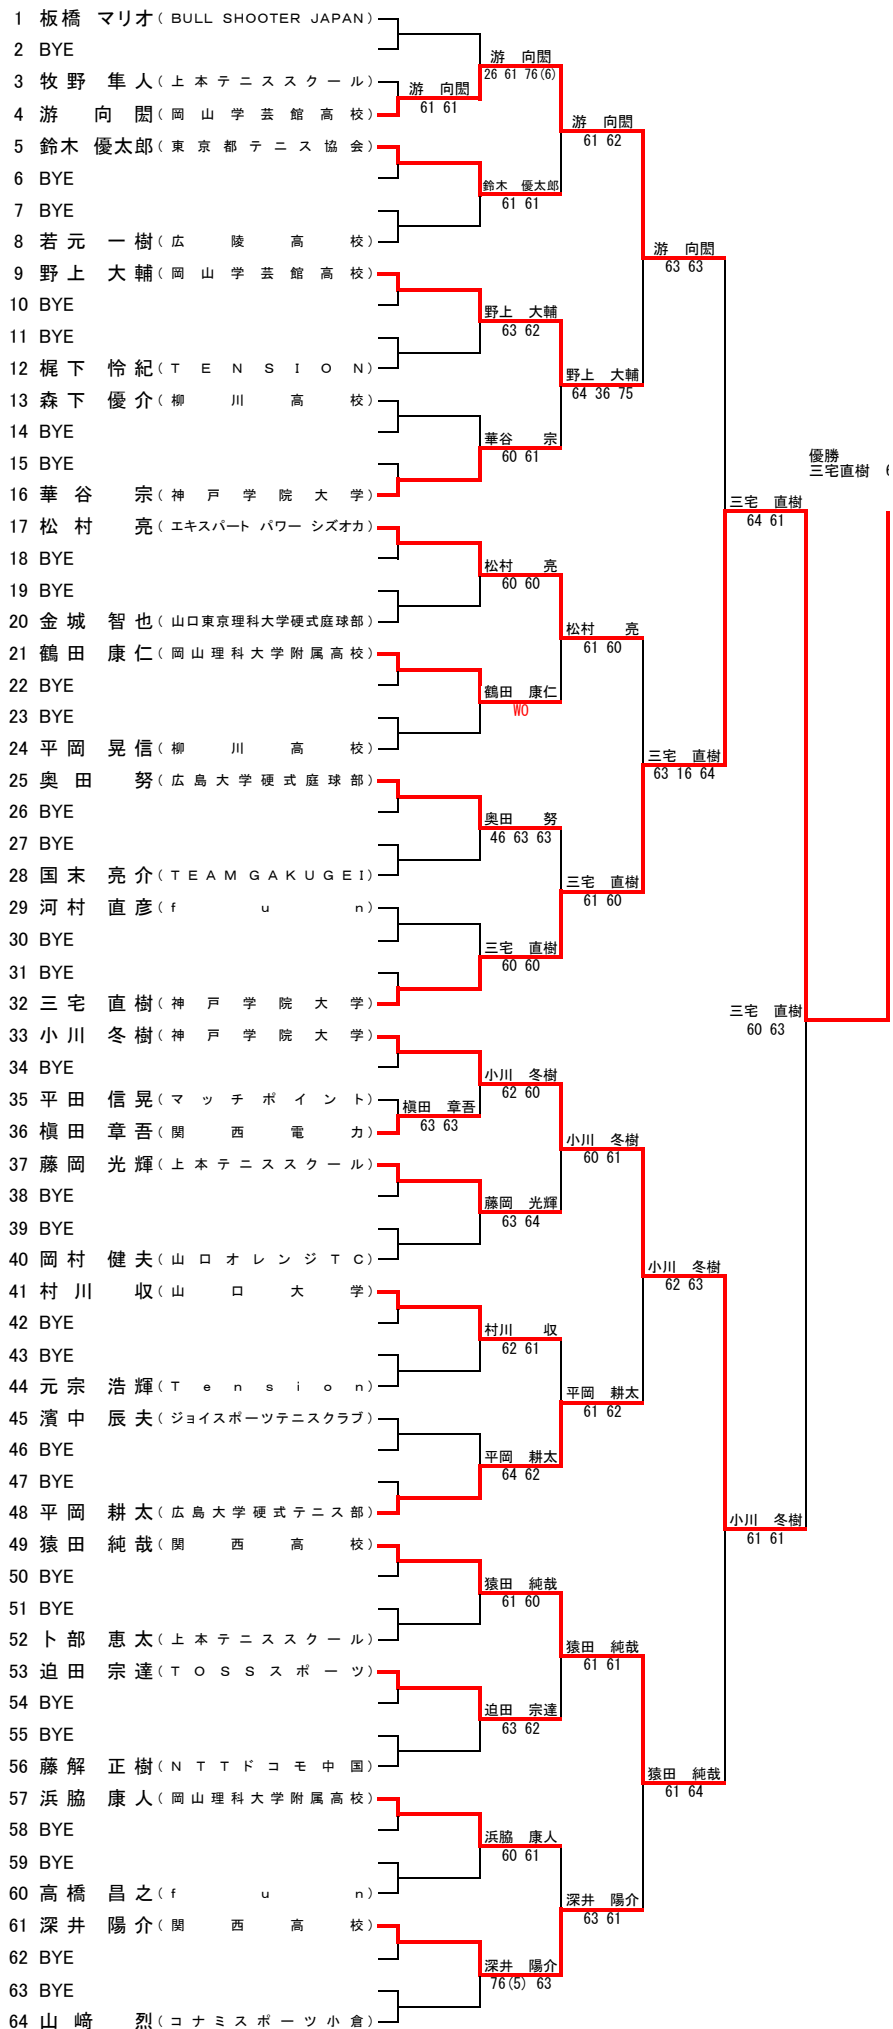 1 板橋 マリオ(BULL SHOOTER JAPAN)
2 BYE
游 向閎
26 61 76(6)
3 牧野 隼人(上本テニススクール)
游 向閎
61 61
4 游 向閎(岡山学芸館高校)
游 向閎
61 62
5 鈴木 優太郎(東京都テニス協会)
6 BYE
鈴木 優太郎
61 61
7 BYE
8 若元 一樹(広陵高校)
游 向閎
63 63
9 野上 大輔(岡山学芸館高校)
10 BYE
野上 大輔
63 62
11 BYE
12 梶下 怜紀(TENSION)
野上 大輔
64 36 75
13 森下 優介(柳川高校)
14 BYE
華谷 宗
60 61
15 BYE
優勝
三宅直樹
16 華谷 宗(神戸学院大学)
三宅 直樹
64 61
17 松村 亮(エキスパート パワー シズオカ)
18 BYE
松村 亮
60 60
19 BYE
20 金城 智也(山口東京理科大学硬式庭球部)
松村 亮
61 60
21 鶴田 康仁(岡山理科大学附属高校)
22 BYE
鶴田 康仁
WO
23 BYE
24 平岡 晃信(柳川高校)
三宅 直樹
63 16 64
25 奥田 努(広島大学硬式庭球部)
26 BYE
奥田 努
46 63 63
27 BYE
28 国末 亮介(TEAM GAKUGEI)
三宅 直樹
61 60
29 河村 直彦(fun)
30 BYE
三宅 直樹
60 60
31 BYE
32 三宅 直樹(神戸学院大学)
三宅 直樹
60 63
33 小川 冬樹(神戸学院大学)
34 BYE
小川 冬樹
62 60
35 平田 信晃(マッチポイント)
槇田 章吾
63 63
36 槇田 章吾(関西電力)
小川 冬樹
60 61
37 藤岡 光輝(上本テニススクール)
38 BYE
藤岡 光輝
63 64
39 BYE
40 岡村 健夫(山口オレンジTC)
小川 冬樹
62 63
41 村川 収(山口大学)
42 BYE
村川 収
62 61
43 BYE
44 元宗 浩輝(Tension)
平岡 耕太
61 62
45 濱中 辰夫(ジョイスポーツテニスクラブ)
46 BYE
平岡 耕太
64 62
47 BYE
48 平岡 耕太(広島大学硬式テニス部)
小川 冬樹
61 61
49 猿田 純哉(関西高校)
50 BYE
猿田 純哉
61 60
51 BYE
52 卜部 恵太(上本テニススクール)
猿田 純哉
61 61
53 迫田 宗達(TOSSスポーツ)
54 BYE
迫田 宗達
63 62
55 BYE
56 藤解 正樹(NTTドコモ中国)
猿田 純哉
61 64
57 浜脇 康人(岡山理科大学附属高校)
58 BYE
浜脇 康人
60 61
59 BYE
60 高橋 昌之(fun)
深井 陽介
63 61
61 深井 陽介(関西高校)
62 BYE
深井 陽介
76(5) 63
63 BYE
64 山﨑 烈(コナミスポーツ小倉)